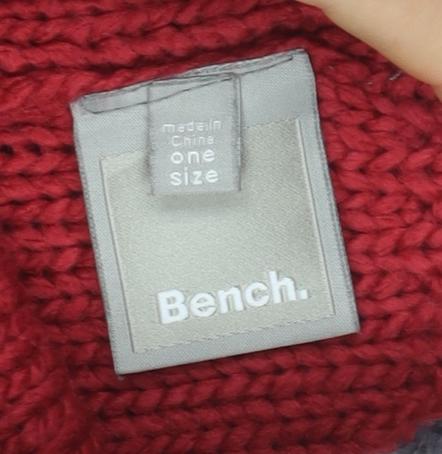 made in
China
one
size
Bench.